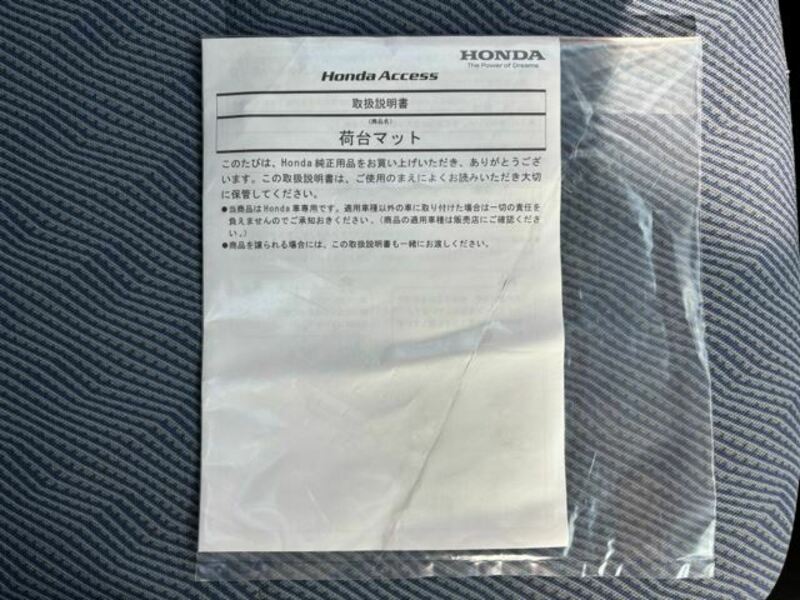 HONDA
The Power of Dreams
Honda Access
取扱説明書
(商品名)
荷台マット
このたびは、Honda純正用品をお買い上げいただき、ありがとうござ
います。この取扱説明書は、ご使用のまえによくお読みいただき大切
に保管してください。
●当商品はHonda車専用です。適用車種以外の車に取り付けた場合は一切の責任を
負えませんのでご承知おきください。(商品の適用車種は販売店にご確認くださ
い。)
●商品を譲られる場合には、この取扱説明書も一緒にお渡しください。